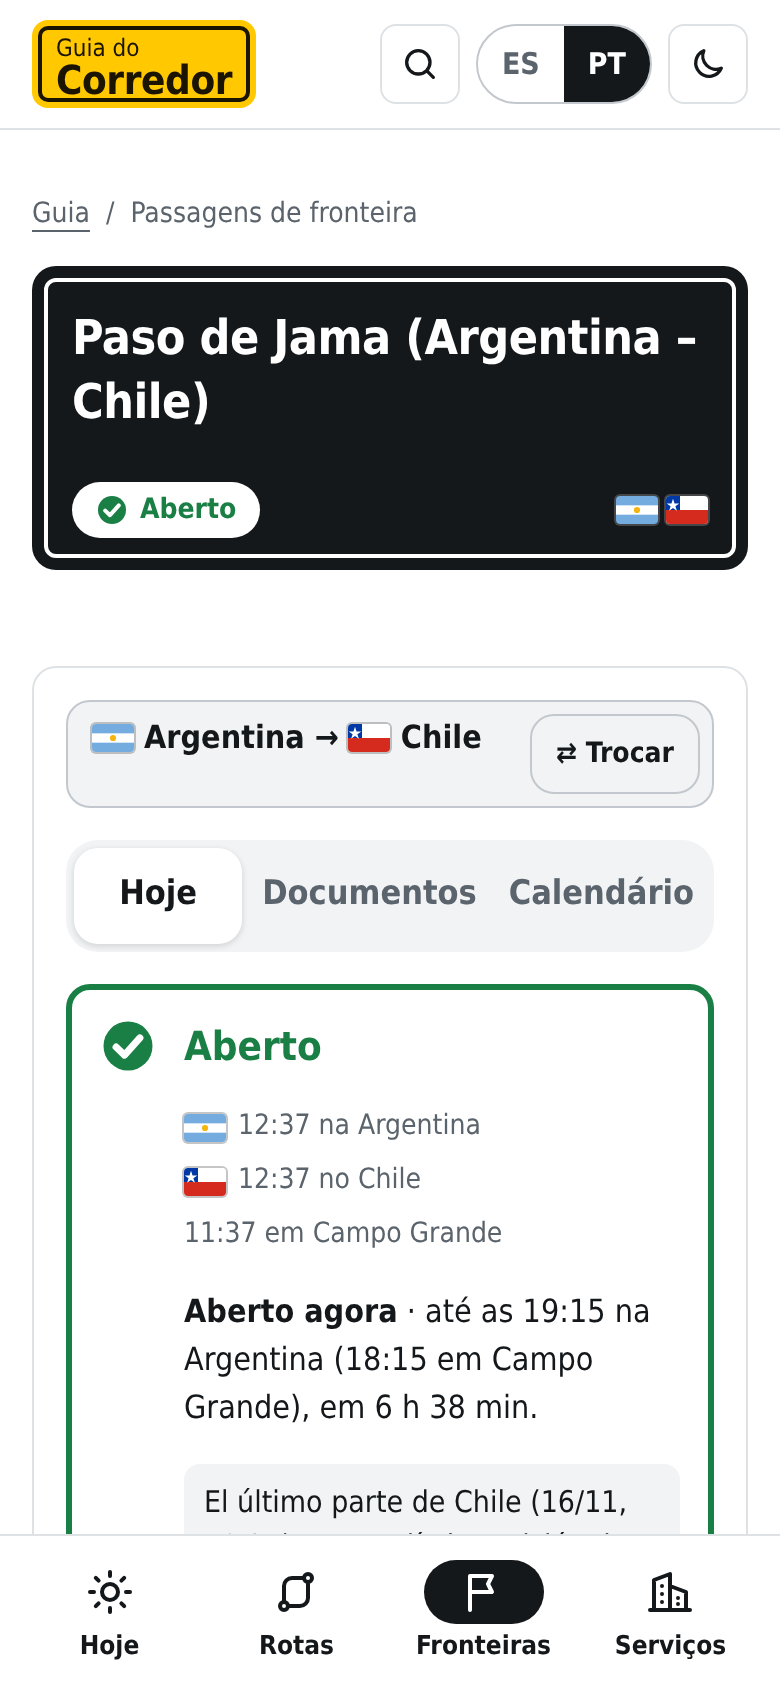 Guia do
Corredor
ES
PT
Guia / Passagens de fronteira
Paso de Jama (Argentina –
Chile)
Aberto
Argentina → Chile
⇄ Trocar
Hoje
Documentos
Calendário
Aberto
12:37 na Argentina
12:37 no Chile
11:37 em Campo Grande
Aberto agora · até as 19:15 na
Argentina (18:15 em Campo
Grande), em 6 h 38 min.
El último parte de Chile (16/11,
Hoje
Rotas
Fronteiras
Serviços